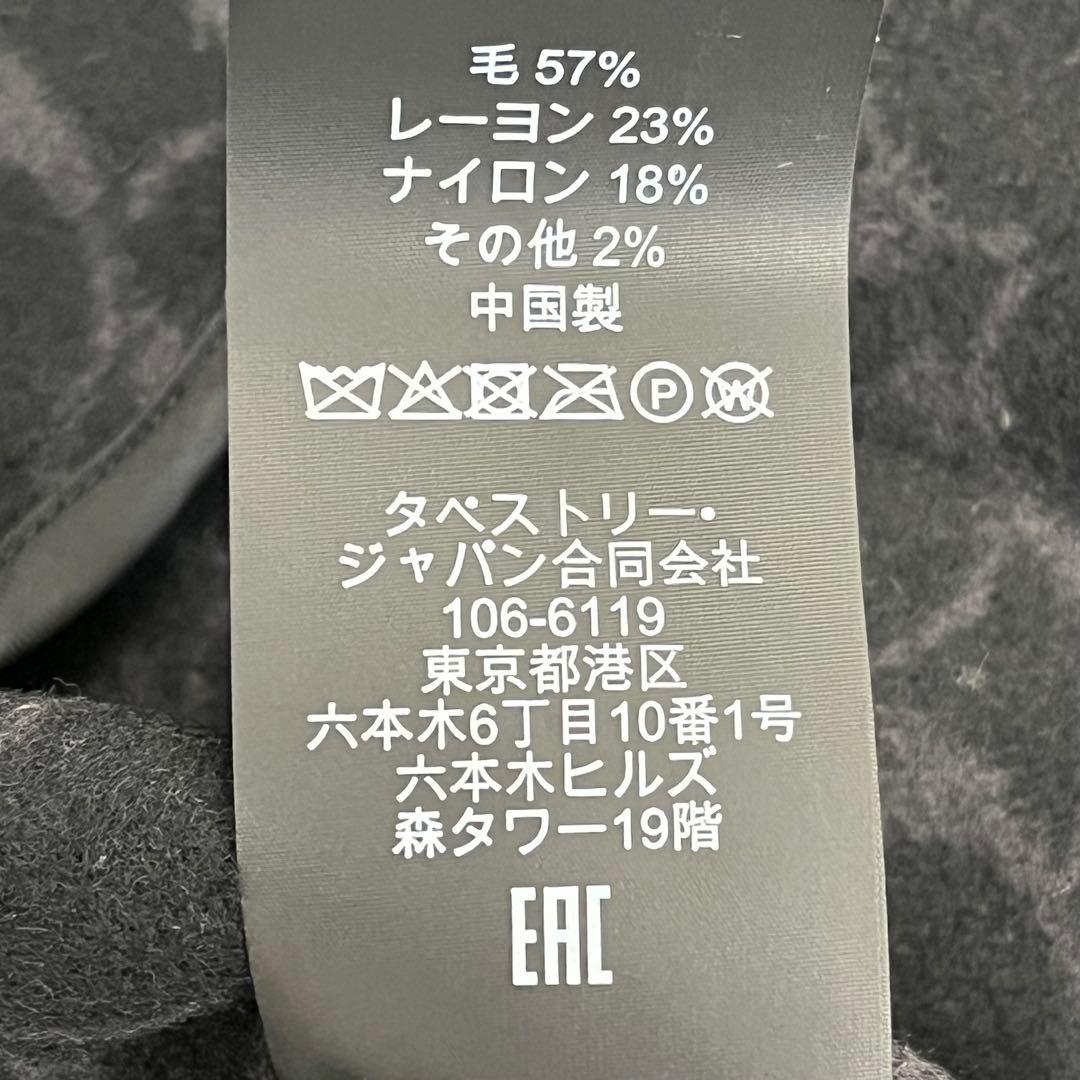 毛 57%
レーヨン 23%
ナイロン 18%
その他 2%
中国製
P W
タペストリー・
ジャパン合同会社
106-6119
東京都港区
六本木6丁目10番1号
六本木ヒルズ
森タワー19階
EAC